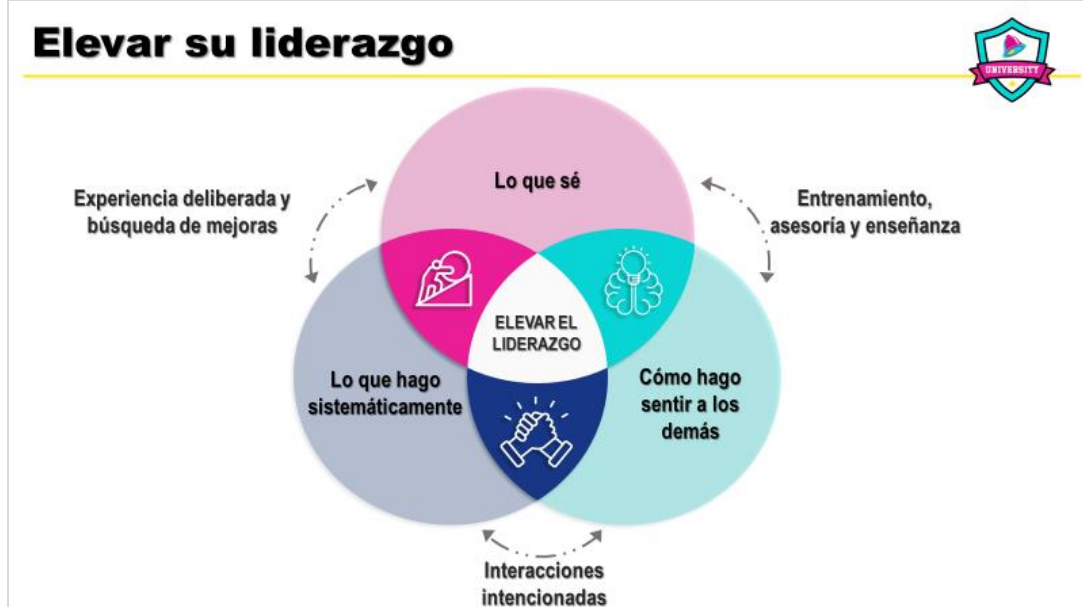 Elevar su liderazgo
UNIVERSITY
Lo que sé
Experiencia deliberada y
búsqueda de mejoras
Entrenamiento,
asesoría y enseñanza
ELEVAR EL
LIDERAZGO
Lo que hago
sistemáticamente
Cómo hago
sentir a los
demás
Interacciones
intencionadas